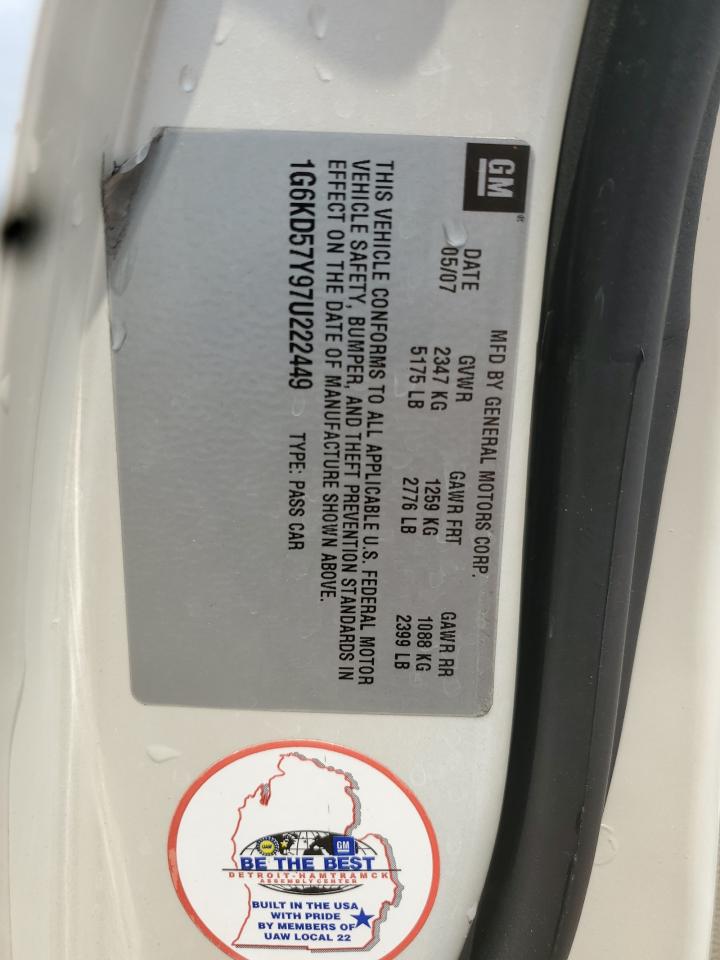 GM
MFD BY GENERAL MOTORS CORP.
DATE GVWR GAWR FRT GAWR RR
05/07 2347 KG 1259 KG 1088 KG
5175 LB 2776 LB 2399 LB
THIS VEHICLE CONFORMS TO ALL APPLICABLE U.S. FEDERAL MOTOR
VEHICLE SAFETY, BUMPER, AND THEFT PREVENTION STANDARDS IN
EFFECT ON THE DATE OF MANUFACTURE SHOWN ABOVE.
1G6KD57Y97U222449 TYPE: PASS CAR
UAW GM
BE THE BEST
DETROIT-HAMTRAMCK
ASSEMBLY CENTER
BUILT IN THE USA
WITH PRIDE
BY MEMBERS OF
UAW LOCAL 22